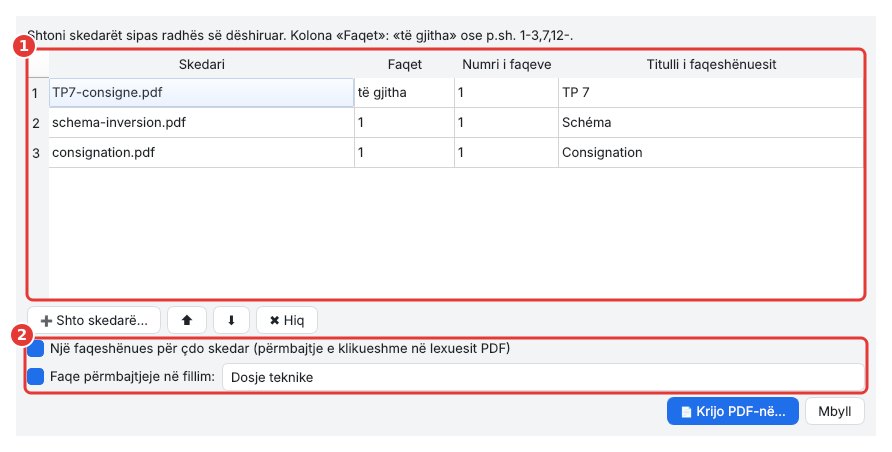 Shtoni skedarët sipas radhës së dëshiruar. Kolona «Faqet»: «të gjitha» ose p.sh. 1-3,7,12-.
1
Skedari Faqet Numri i faqeve Titulli i faqeshënuesit
1 TP7-consigne.pdf të gjitha 1 TP 7
2 schema-inversion.pdf 1 1 Schéma
3 consignation.pdf 1 1 Consignation
Shto skedarë... Hiq
2
Një faqeshënues për çdo skedar (përmbajtje e klikueshme në lexuesit PDF)
Faqe përmbajtjeje në fillim: Dosje teknike
Krijo PDF-në... Mbyll